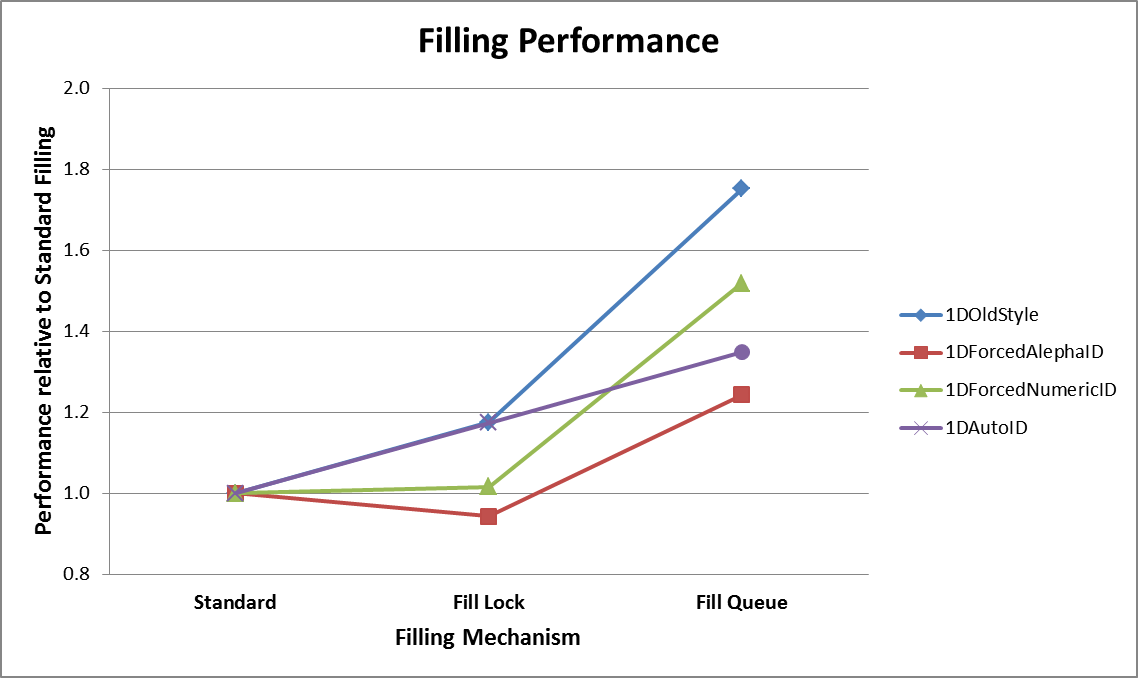 Filling Performance
Performance relative to Standard Filling
2.0
1.8
1.6
1.4
1.2
1.0
0.8
Standard
Fill Lock
Fill Queue
Filling Mechanism
1DOldStyle
1DForcedAlephaID
1DForcedNumericID
1DAutoID